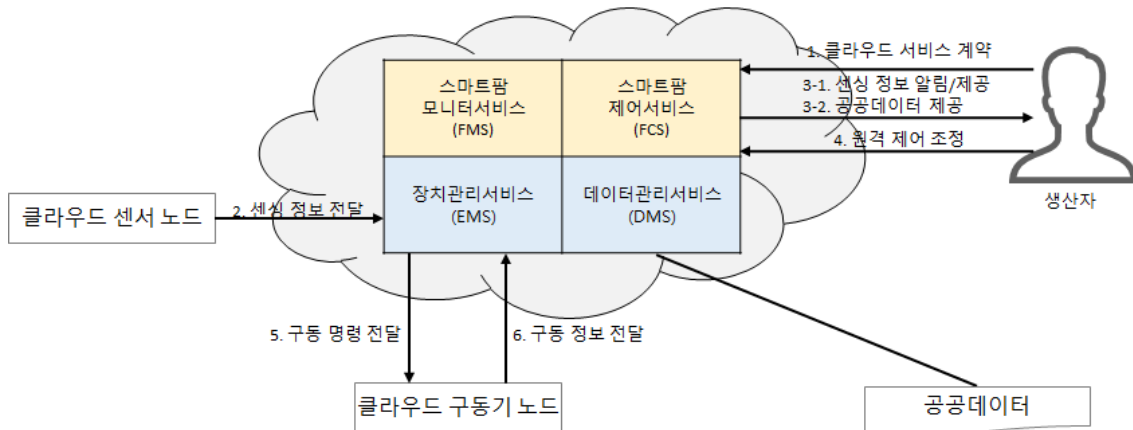 스마트팜
모니터서비스
(FMS)
스마트팜
제어서비스
(FCS)
장치관리서비스
(EMS)
데이터관리서비스
(DMS)
1. 클라우드 서비스 계약
3-1. 센싱 정보 알림/제공
3-2. 공공데이터 제공
4. 원격 제어 조정
생산자
클라우드 센서 노드
2. 센싱 정보 전달
5. 구동 명령 전달
6. 구동 정보 전달
클라우드 구동기 노드
공공데이터